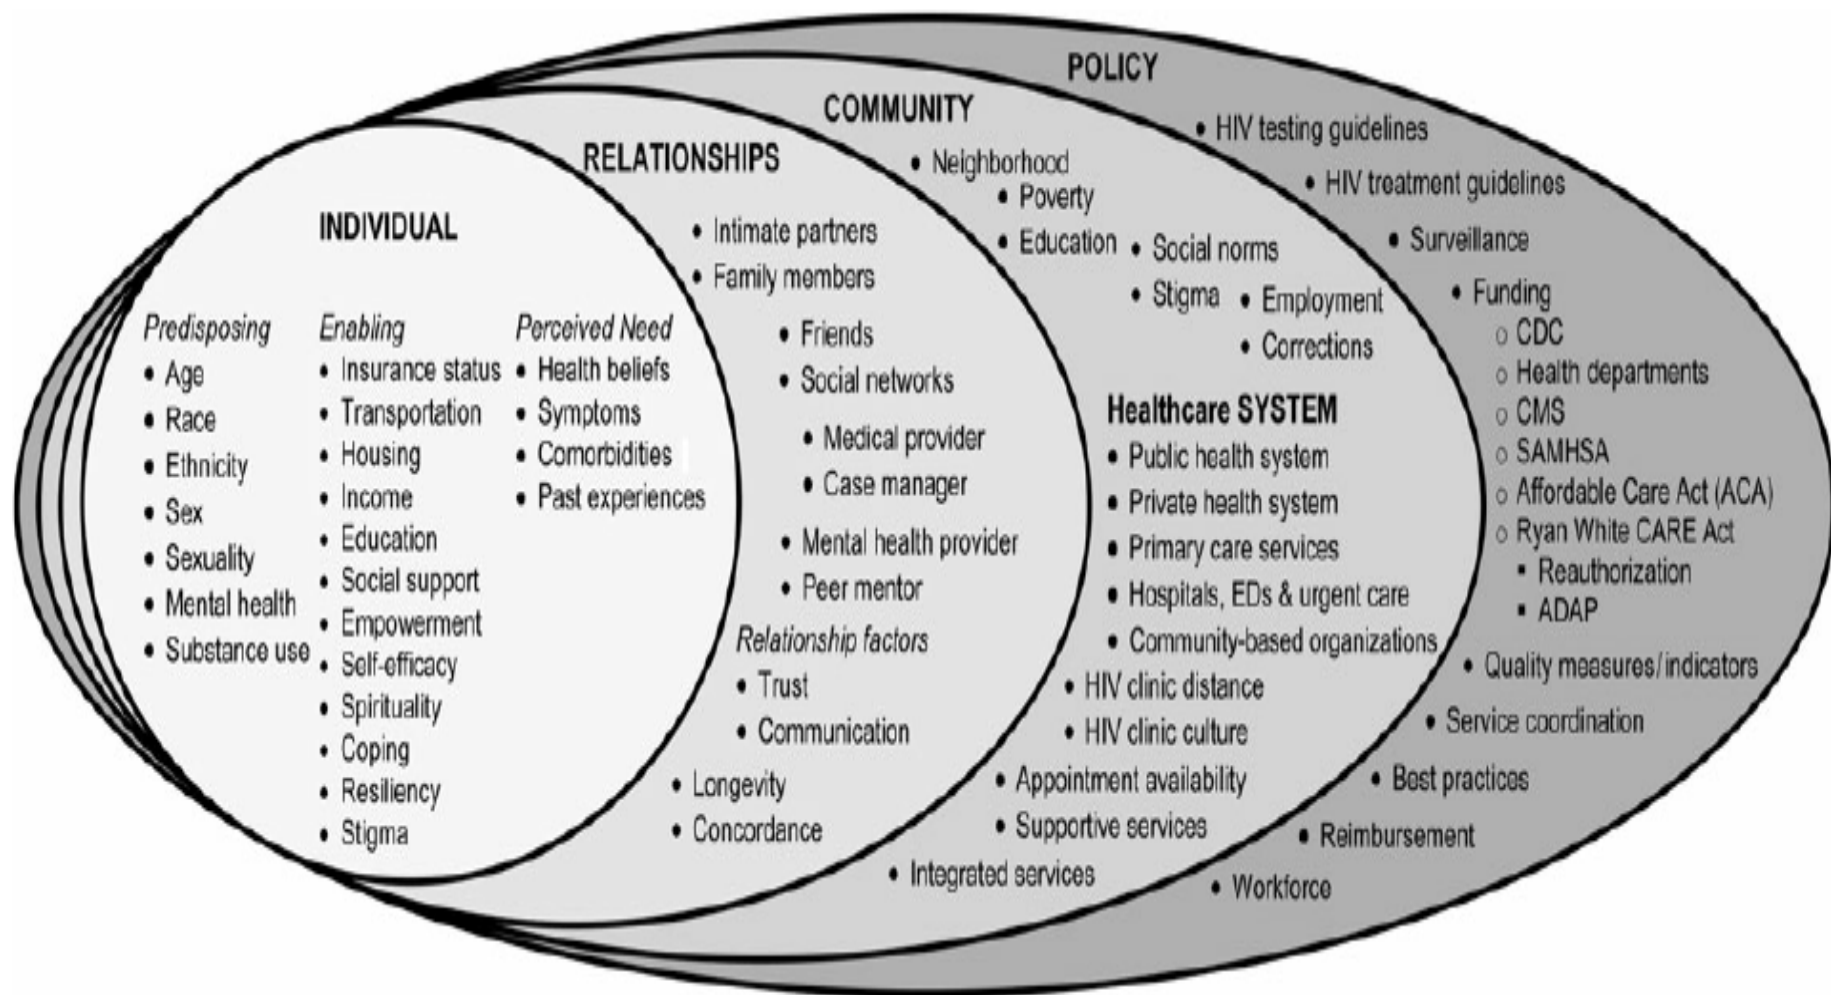 POLICY
COMMUNITY
• HIV testing guidelines
RELATIONSHIPS
• Neighborhood
• Poverty
• Education
• HIV treatment guidelines
INDIVIDUAL
• Intimate partners
• Family members
• Social norms
• Stigma
• Surveillance
• Employment
• Corrections
• Funding
○ CDC
○ Health departments
○ CMS
○ SAMHSA
○ Affordable Care Act (ACA)
○ Ryan White CARE Act
▪ Reauthorization
▪ ADAP
Predisposing
• Age
• Race
• Ethnicity
• Sex
• Sexuality
• Mental health
• Substance use
Enabling
• Insurance status
• Transportation
• Housing
• Income
• Education
• Social support
• Empowerment
• Self-efficacy
• Spirituality
• Coping
• Resiliency
• Stigma
Perceived Need
• Health beliefs
• Symptoms
• Comorbidities
• Past experiences
• Friends
• Social networks
• Medical provider
• Case manager
• Mental health provider
• Peer mentor
Relationship factors
• Trust
• Communication
• Longevity
• Concordance
Healthcare SYSTEM
• Public health system
• Private health system
• Primary care services
• Hospitals, EDs & urgent care
• Community-based organizations
• HIV clinic distance
• HIV clinic culture
• Appointment availability
• Supportive services
• Integrated services
• Quality measures/indicators
• Service coordination
• Best practices
• Reimbursement
• Workforce